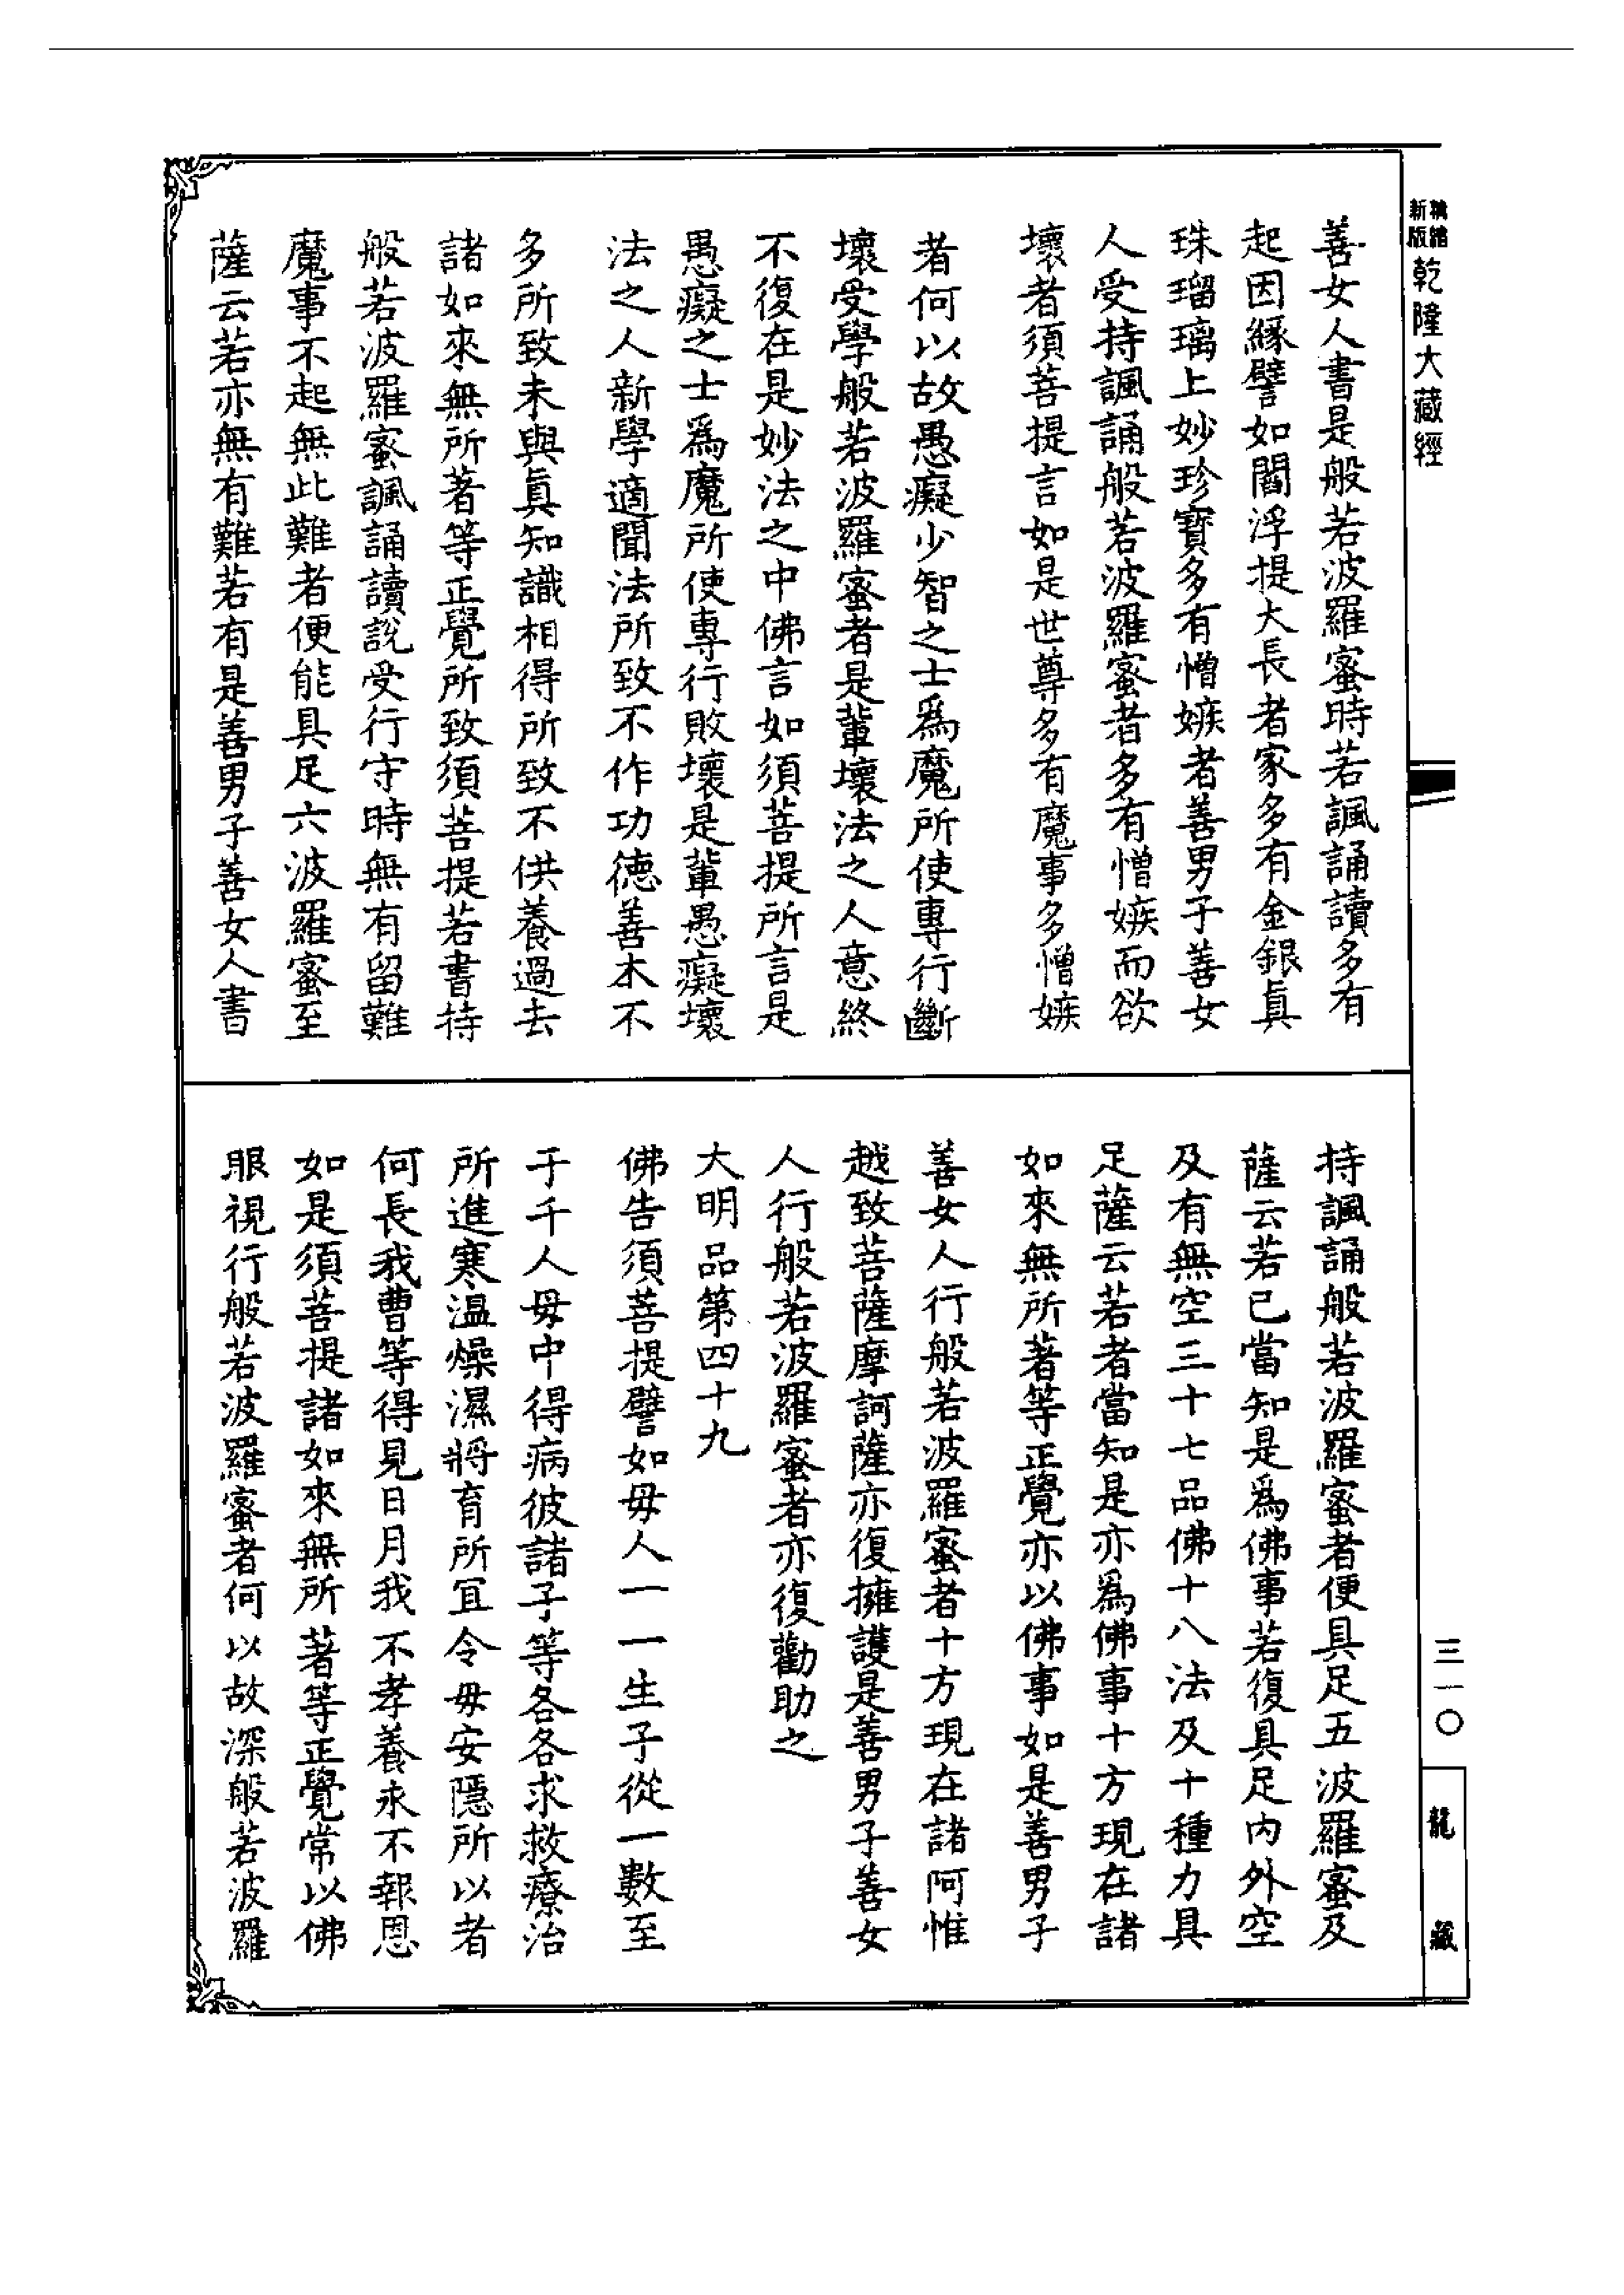 新版精縮乾隆大藏經
善女人書是般若波羅蜜時若諷誦讀多有
起因緣譬如閻浮提大長者家多有金銀真
珠瑠璃上妙珍寶多有憎嫉者善男子善女
人受持諷誦般若波羅蜜者多有憎嫉而欲
壞者須菩提言如是世尊多有魔事多憎嫉
者何以故愚癡少智之士為魔所使專行斷
壞受學般若波羅蜜者是輩壞法之人意終
不復在是妙法之中佛言如須菩提所言是
愚癡之士為魔所使專行敗壞是輩愚癡壞
法之人新學適聞法所致不作功德善本不
多所致未與真知識相得所致不供養過去
諸如來無所著等正覺所致須菩提若書持
般若波羅蜜諷誦讀說受行守時無有留難
魔事不起無此難者便能具足六波羅蜜至
薩云若亦無有難若有是善男子善女人書
持諷誦般若波羅蜜者便具足五波羅蜜及
薩云若已當知是為佛事若復具足內外空
及有無空三十七品佛十八法及十種力具
足薩云若者當知是亦為佛事十方現在諸
如來無所著等正覺亦以佛事如是善男子
善女人行般若波羅蜜者十方現在諸阿惟
越致菩薩摩訶薩亦復擁護是善男子善女
人行般若波羅蜜者亦復勸助之
大明品第四十九
佛告須菩提譬如母人一一生子從一數至
于千人母中得病彼諸子等各各求救療治
所進寒溫燥濕將育所宜令母安隱所以者
何長我曹等得見日月我不孝養永不報恩
如是須菩提諸如來無所著等正覺常以佛
眼視行般若波羅蜜者何以故深般若波羅
三一〇
龍藏